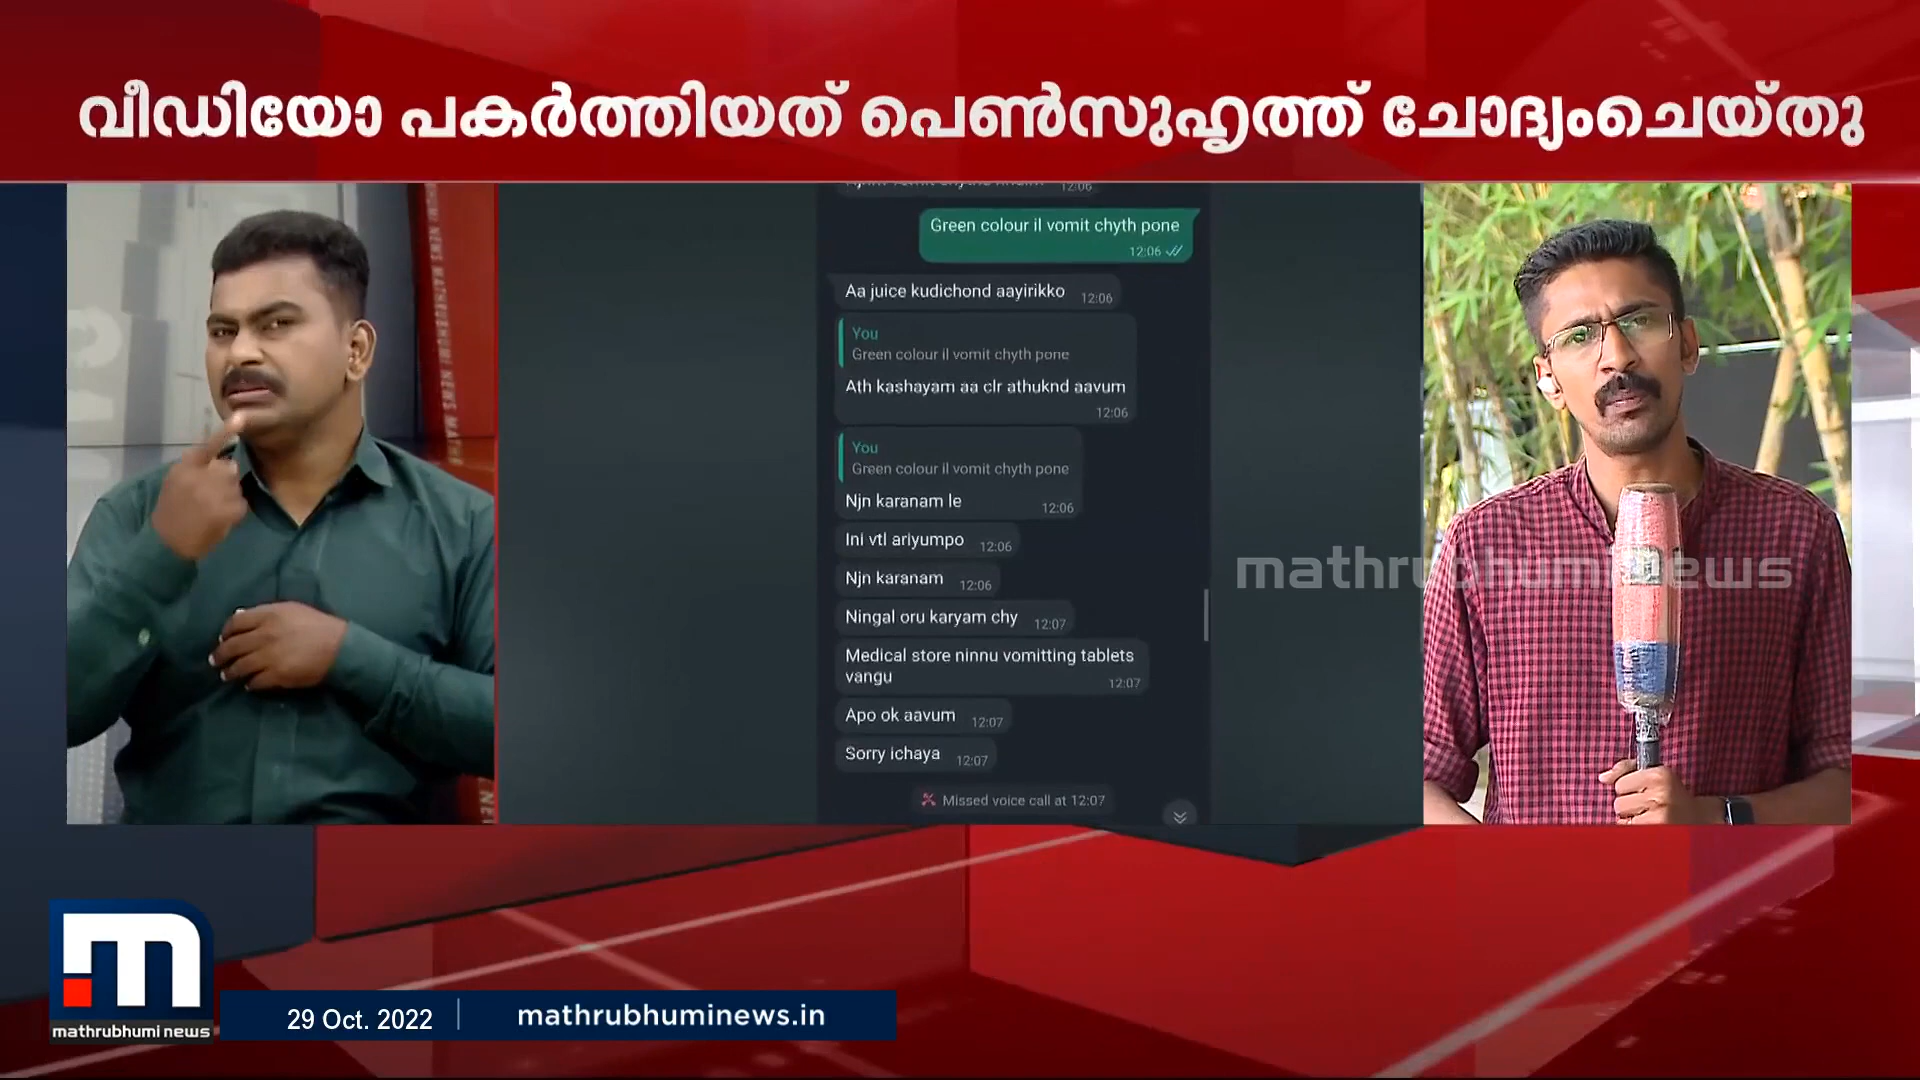 വീഡിയോ പകർത്തിയത് പെൺസുഹൃത്ത് ചോദ്യംചെയ്തു
12:06
Green colour il vomit chyth pone
12:06
Aa juice kudichond aayirikko 12:06
You
Green colour il vomit chyth pone
Ath kashayam aa clr athuknd aavum
12:06
You
Green colour il vomit chyth pone
Njn karanam le 12:06
Ini vtl ariyumpo 12:06
Njn karanam 12:06
Ningal oru karyam chy 12:07
Medical store ninnu vomitting tablets
vangu 12:07
Apo ok aavum 12:07
Sorry ichaya 12:07
Missed voice call at 12:07
mathrubhumi news
mathrubhumi news
29 Oct. 2022
mathrubhuminews.in